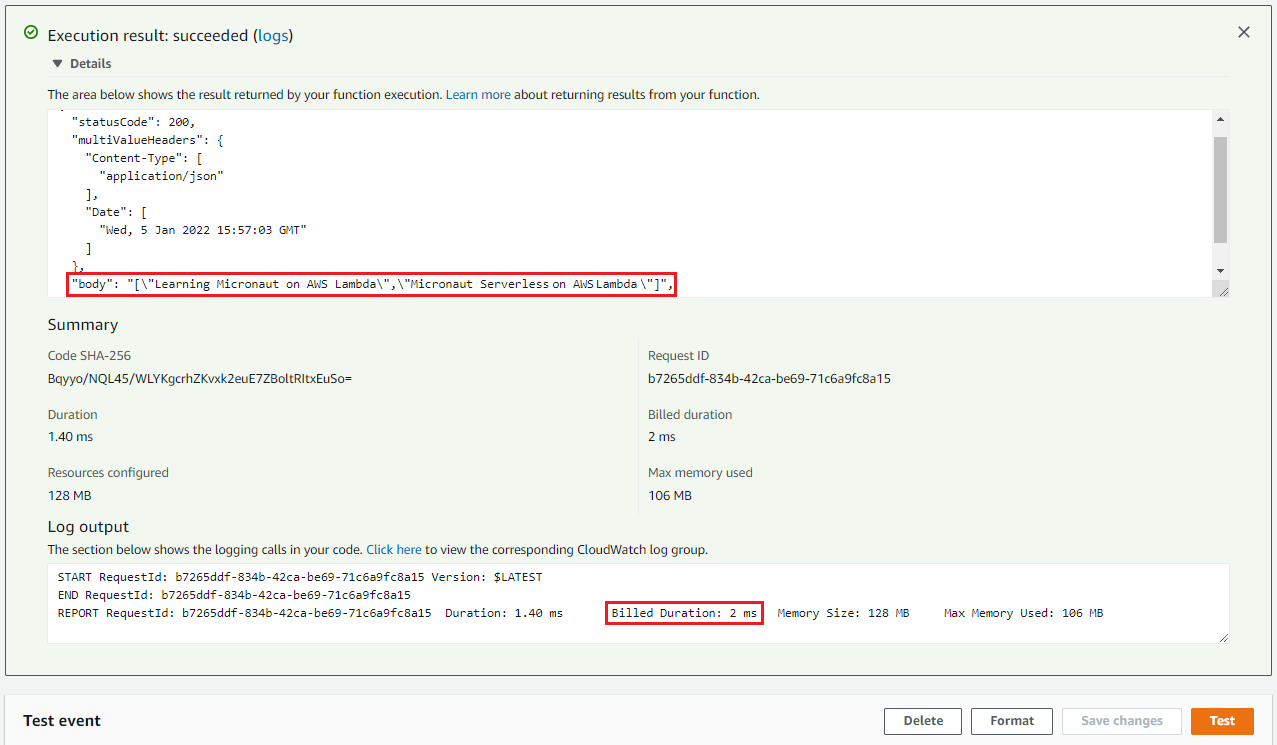 Execution result: succeeded (logs)
Details
The area below shows the result returned by your function execution. Learn more about returning results from your function.
"statusCode": 200,
"multiValueHeaders": {
"Content-Type": [
"application/json"
],
"Date": [
"Wed, 5 Jan 2022 15:57:03 GMT"
]
},
"body": "[\"Learning Micronaut on AWS Lambda\",\"Micronaut Serverless on AWS Lambda \"]",
Summary
Code SHA-256
Request ID
Bqyyo/NQL45/WLYKgcrhZKvxk2euE7ZBoltRItxEuSo=
b7265ddf-834b-42ca-be69-71c6a9fc8a15
Duration
Billed duration
1.40 ms
2 ms
Resources configured
Max memory used
128 MB
106 MB
Log output
The section below shows the logging calls in your code. Click here to view the corresponding CloudWatch log group.
START RequestId: b7265ddf-834b-42ca-be69-71c6a9fc8a15 Version: $LATEST
END RequestId: b7265ddf-834b-42ca-be69-71c6a9fc8a15
REPORT RequestId: b7265ddf-834b-42ca-be69-71c6a9fc8a15 Duration: 1.40 ms Billed Duration: 2 ms Memory Size: 128 MB Max Memory Used: 106 MB
Test event
Delete
Format
Save changes
Test